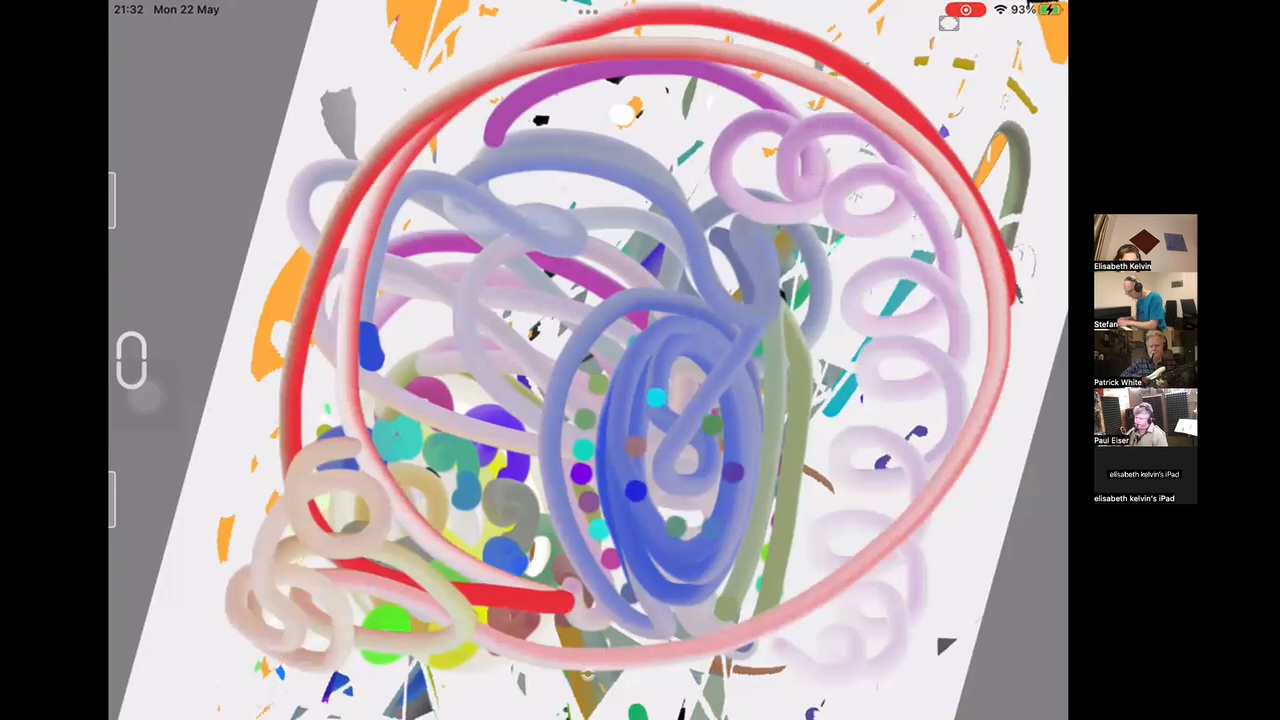 21:32 Mon 22 May
93%
Elisabeth Kelvin
Stefan
Patrick White
Paul Eiser
elisabeth kelvin's iPad
elisabeth kelvin's iPad